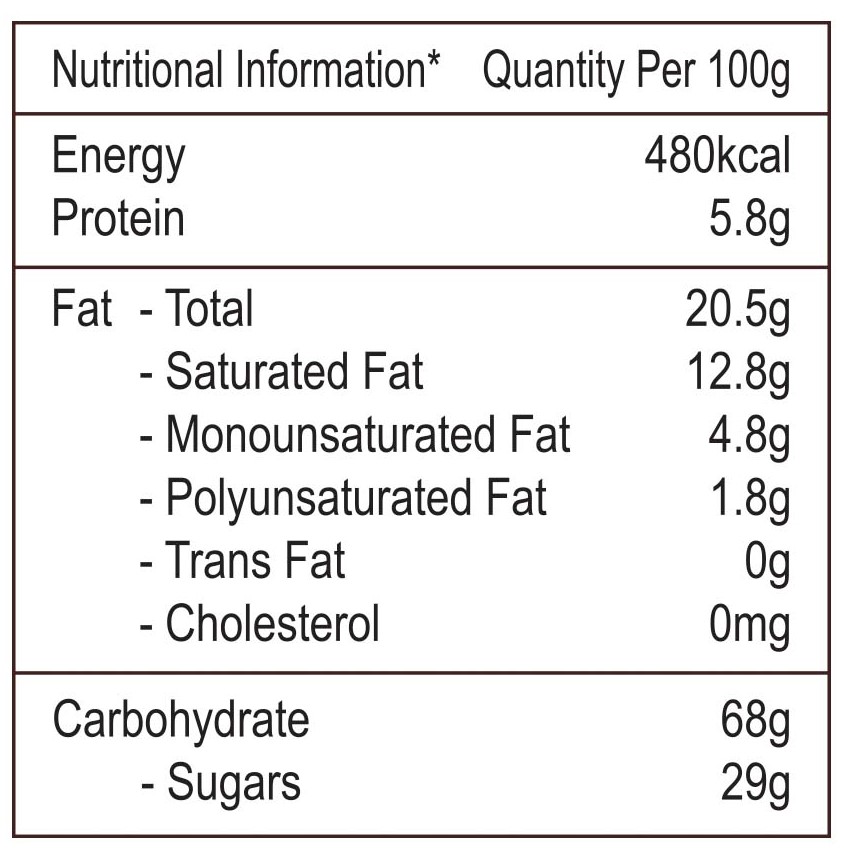 Nutritional Information* Quantity Per 100g
Energy 480kcal
Protein 5.8g
Fat - Total 20.5g
- Saturated Fat 12.8g
- Monounsaturated Fat 4.8g
- Polyunsaturated Fat 1.8g
- Trans Fat 0g
- Cholesterol 0mg
Carbohydrate 68g
- Sugars 29g